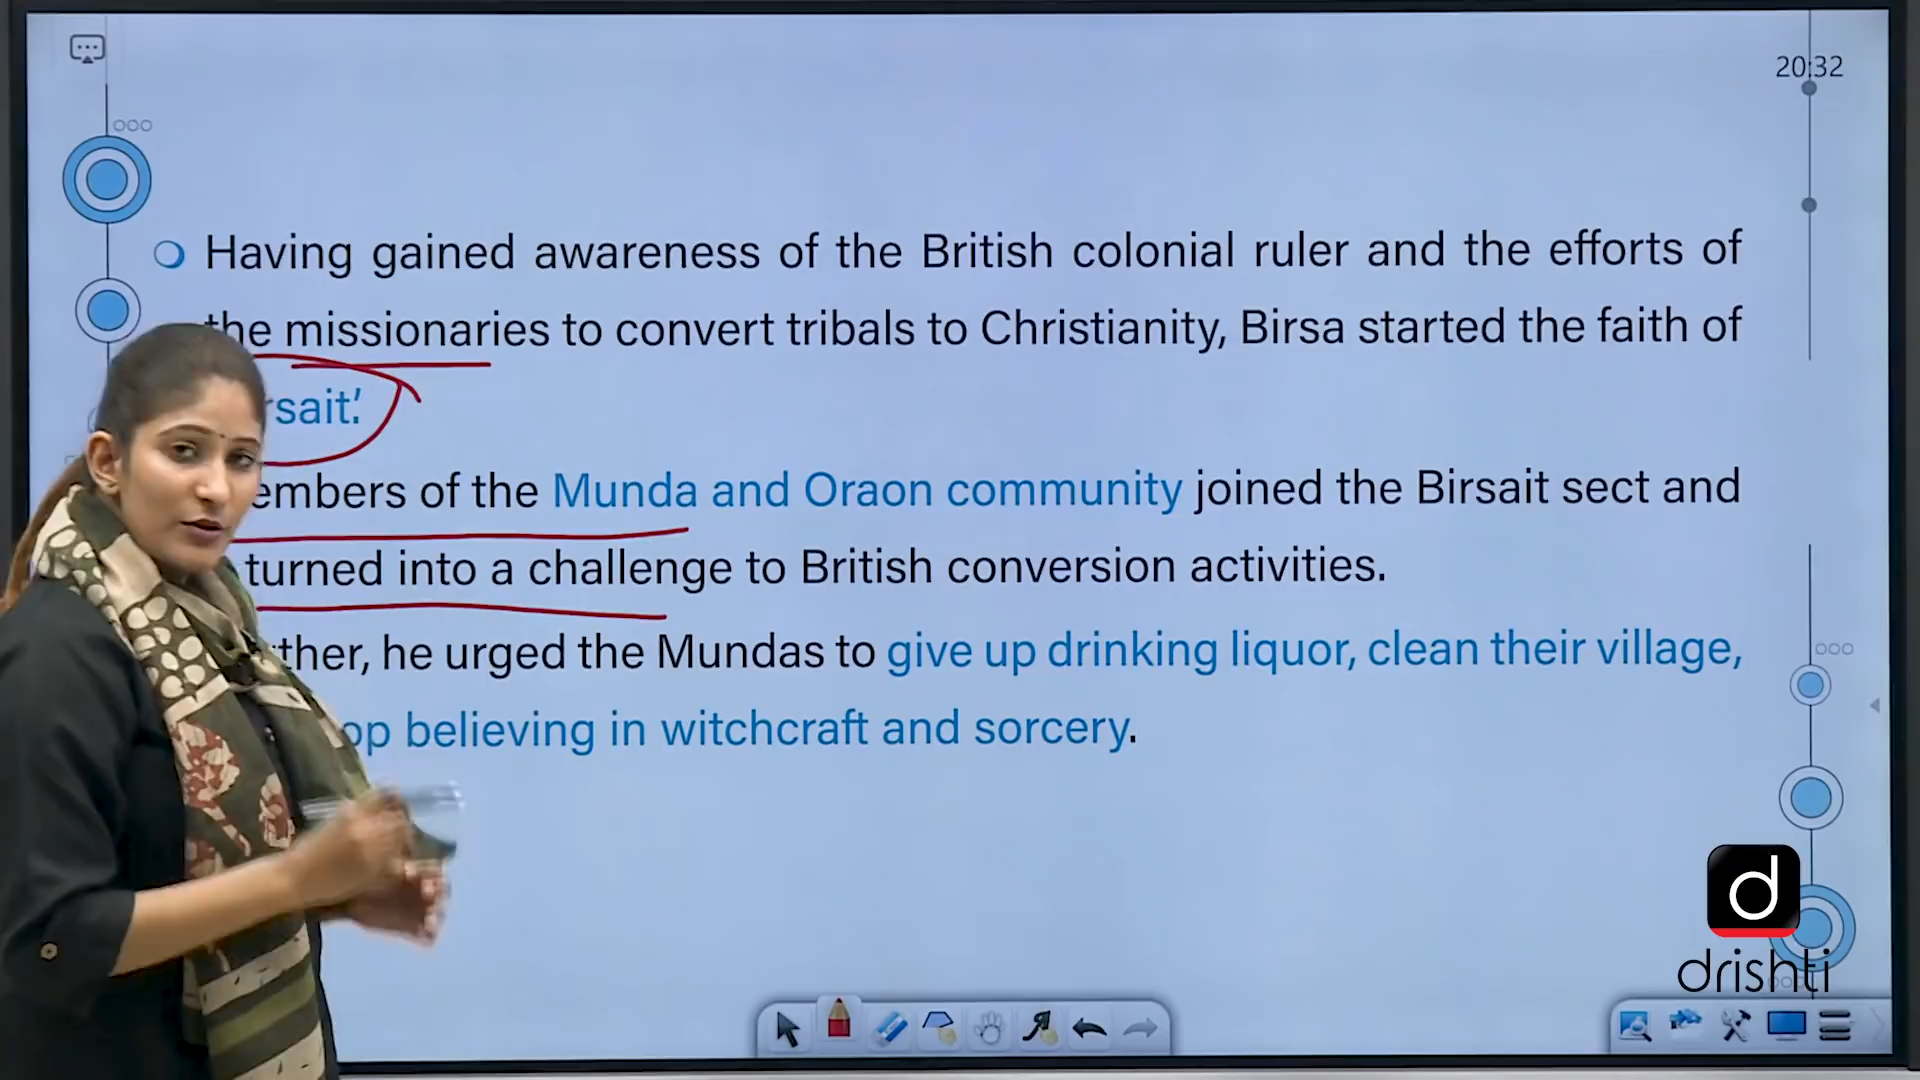 20:32
Having gained awareness of the British colonial ruler and the efforts of
the missionaries to convert tribals to Christianity, Birsa started the faith of
sait.'
embers of the Munda and Oraon community joined the Birsait sect and
turned into a challenge to British conversion activities.
ther, he urged the Mundas to give up drinking liquor, clean their village,
op believing in witchcraft and sorcery.
d
drishti